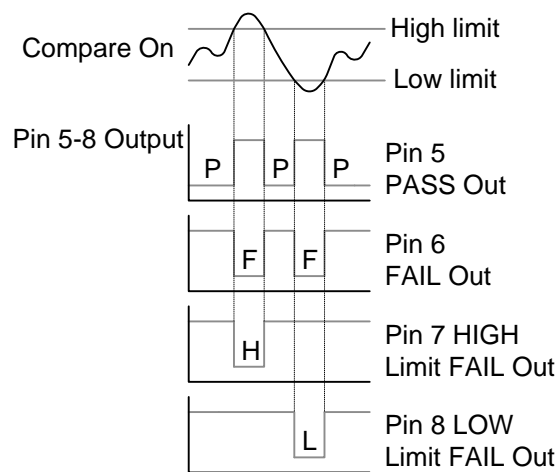 High limit
Compare On
Low limit
Pin 5-8 Output
P P P
Pin 5
PASS Out
F F
Pin 6
FAIL Out
H
Pin 7 HIGH
Limit FAIL Out
L
Pin 8 LOW
Limit FAIL Out